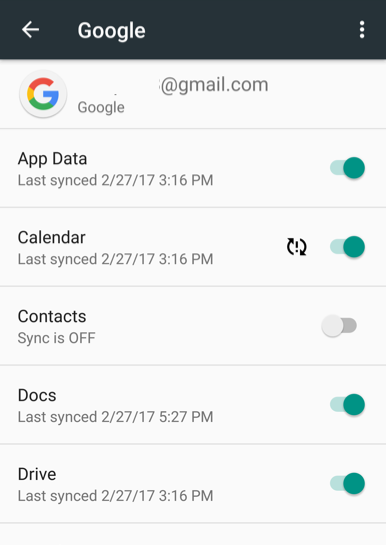 Google
@gmail.com
Google
App Data
Last synced 2/27/17 3:16 PM
Calendar
Last synced 2/27/17 3:16 PM
Contacts
Sync is OFF
Docs
Last synced 2/27/17 5:27 PM
Drive
Last synced 2/27/17 3:16 PM